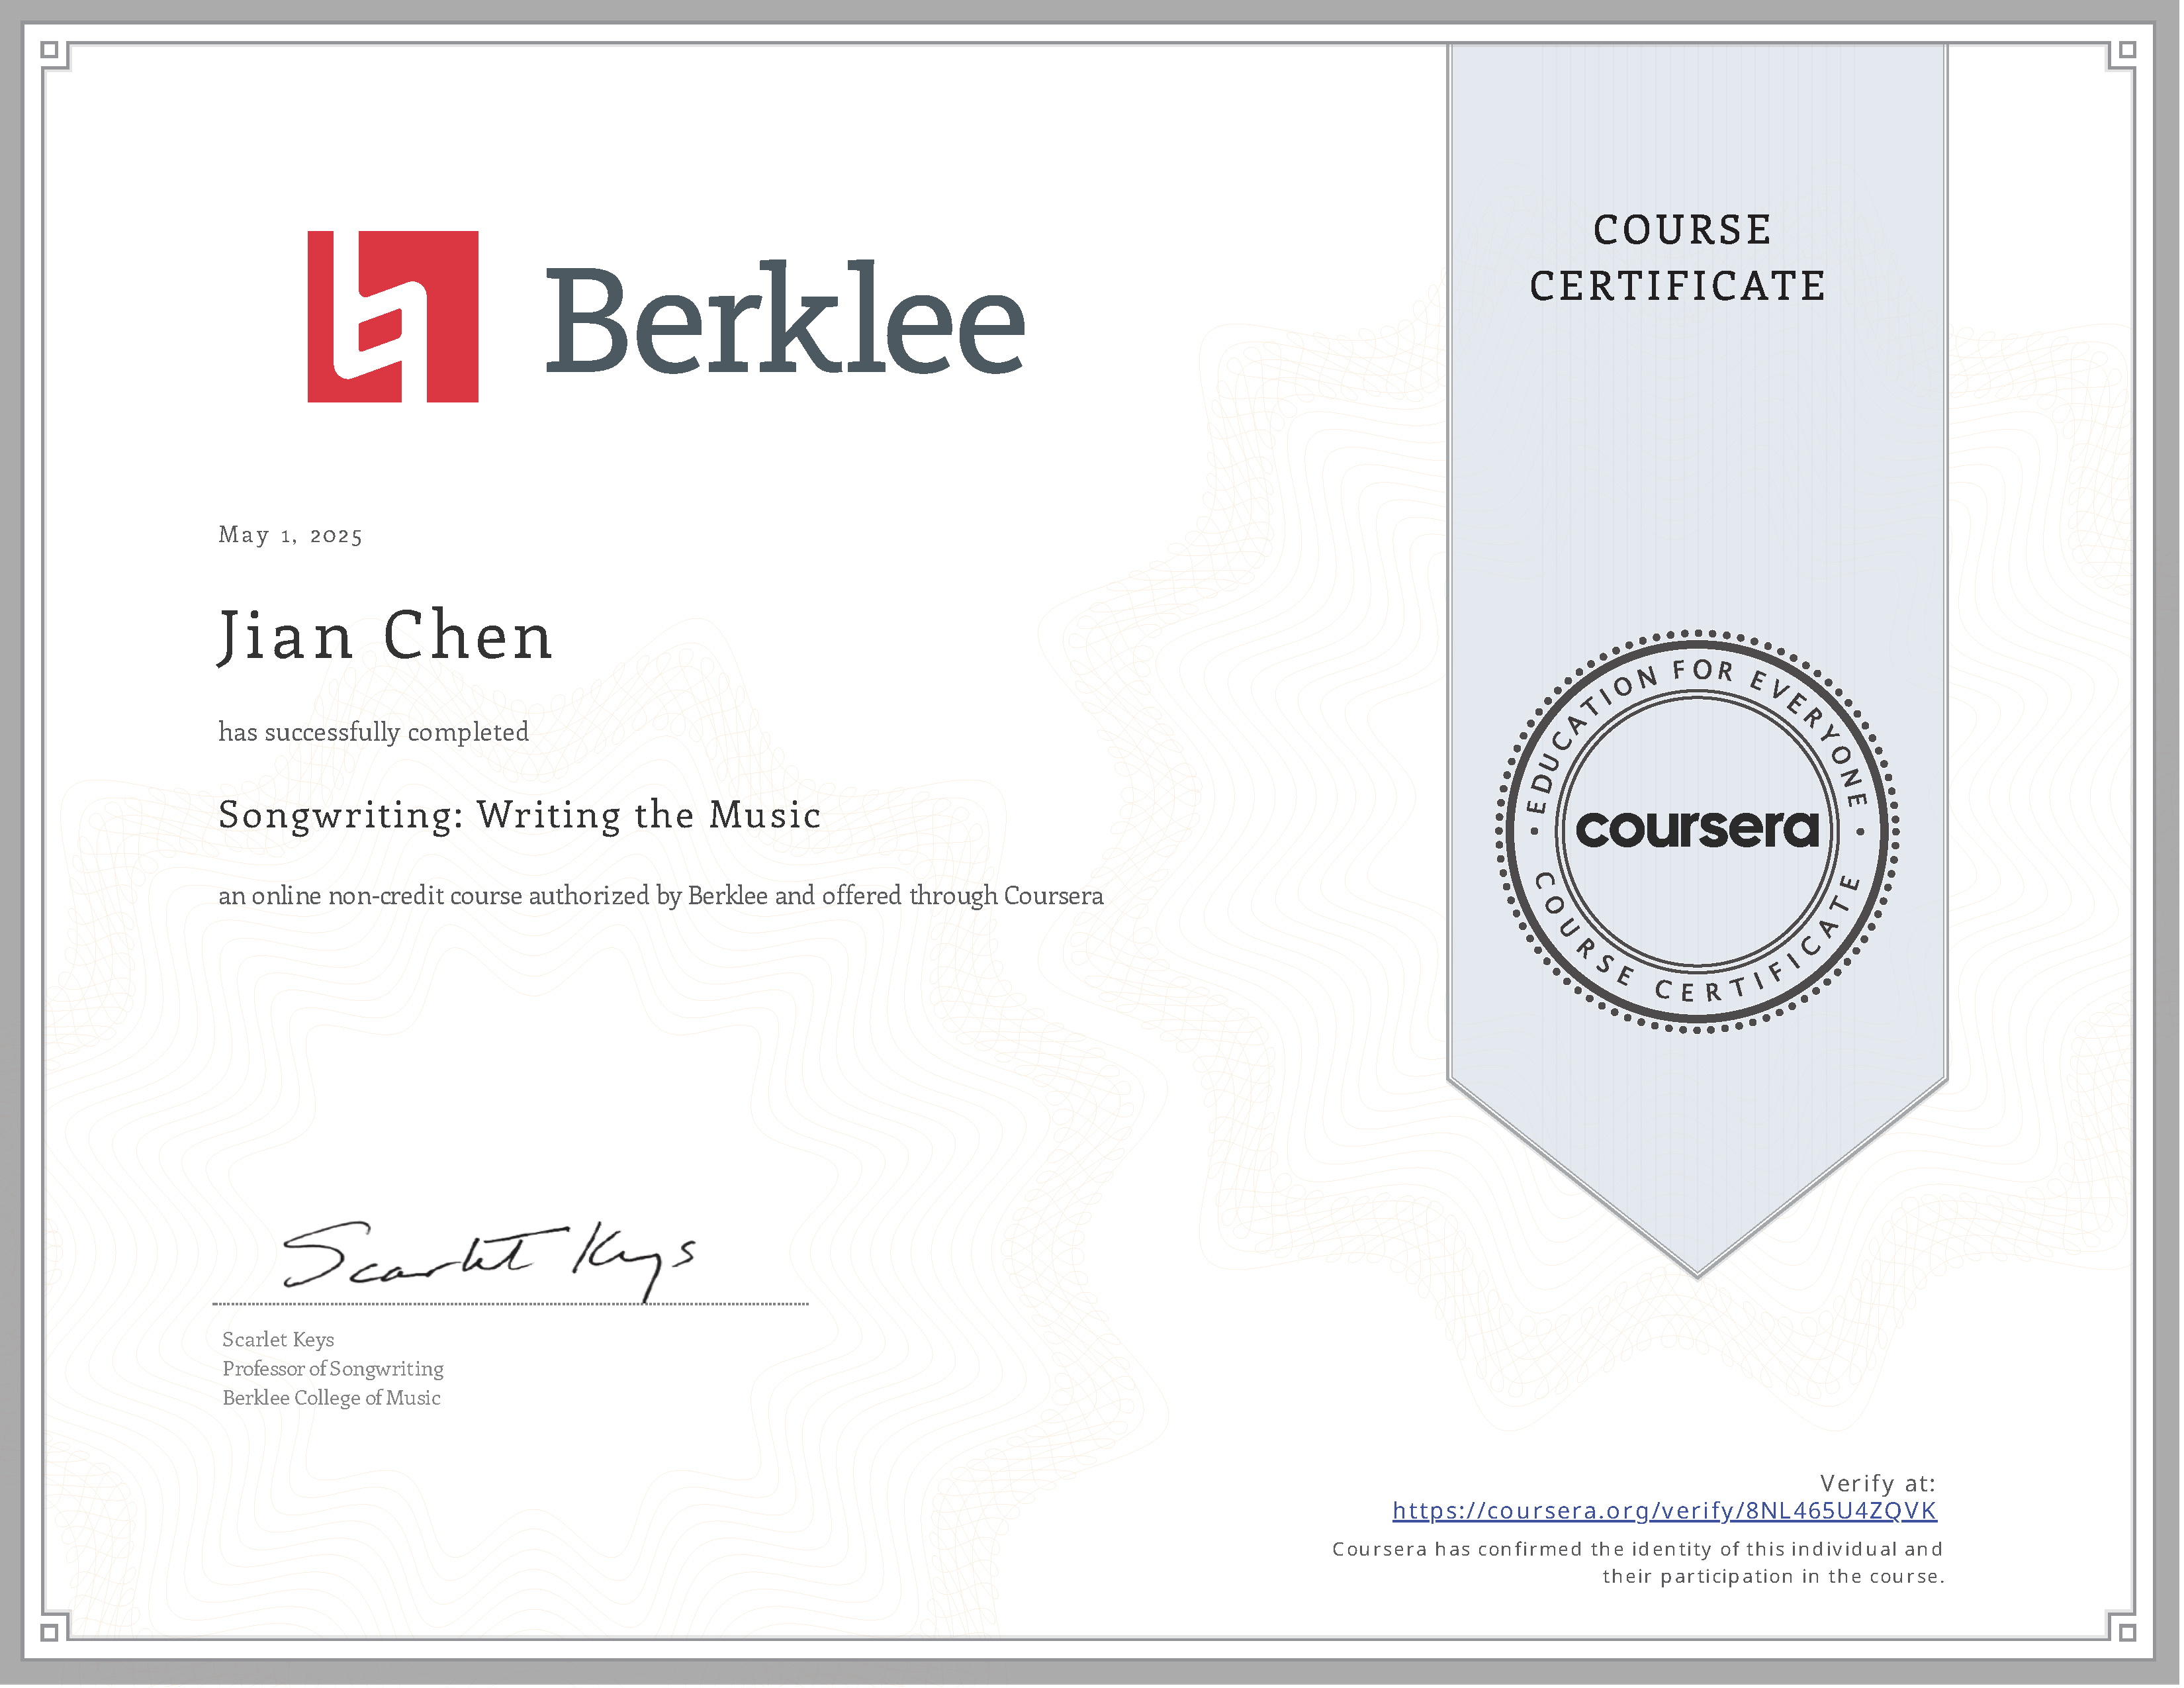 Berklee
COURSE
CERTIFICATE
May 1, 2025
Jian Chen
has successfully completed
Songwriting: Writing the Music
an online non-credit course authorized by Berklee and offered through Coursera
EDUCATION FOR EVERYONE
coursera
COURSE CERTIFICATE
Scarlet Keys
Scarlet Keys
Professor of Songwriting
Berklee College of Music
Verify at:
https://coursera.org/verify/8NL465U4ZQVK
Coursera has confirmed the identity of this individual and
their participation in the course.